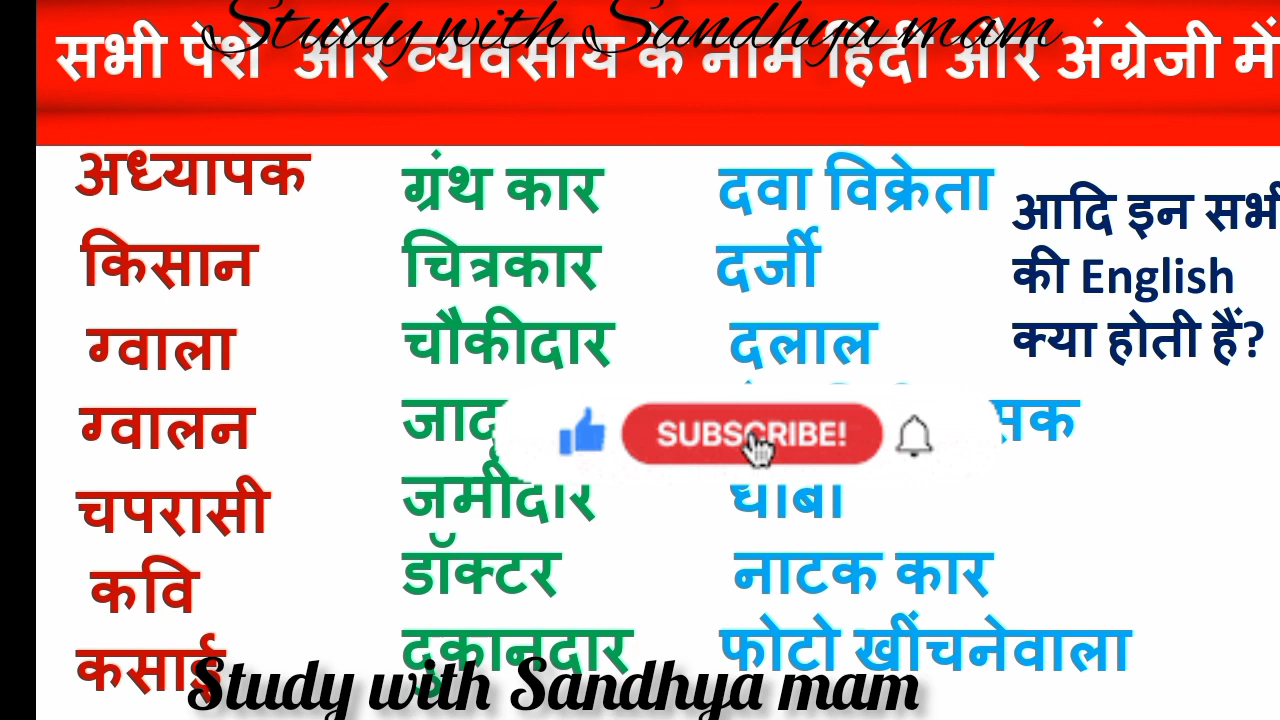 Study with Sandhya mam
सभी पेशे और व्यवसाय के नाम हिंदी और अंग्रेजी में
अध्यापक
किसान
ग्वाला
ग्वालन
चपरासी
कवि
कसाई
ग्रंथ कार
चित्रकार
चौकीदार
जमींदार
डॉक्टर
दुकानदार
दवा विक्रेता
दर्जी
दलाल
धोबी
नाटक कार
फोटो खींचनेवाला
आदि इन सभी
की English
क्या होती हैं?
SUBSCRIBE!
Study with Sandhya mam